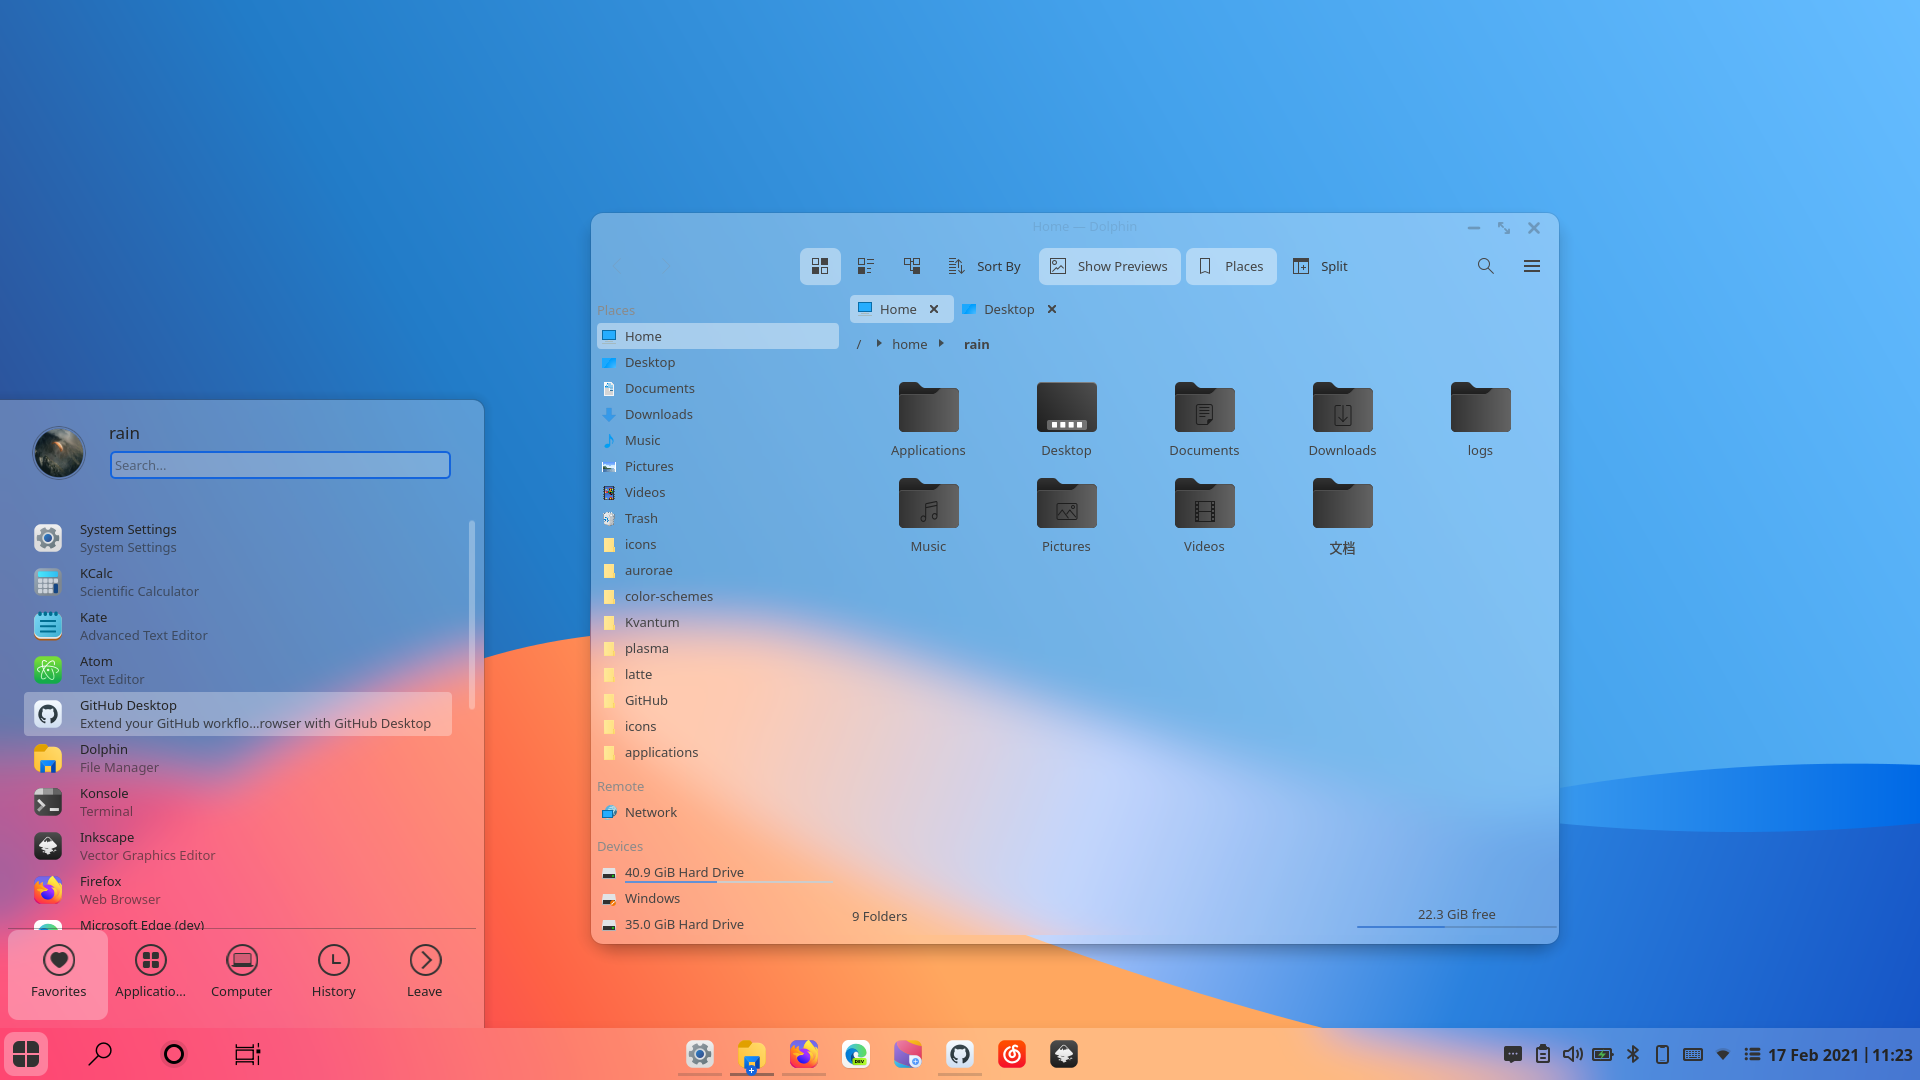 Home — Dolphin
Sort By
Show Previews
Places
Split
Places
Home
Desktop
Documents
Downloads
Music
Pictures
Videos
Trash
icons
aurorae
color-schemes
Kvantum
plasma
latte
GitHub
icons
applications
Remote
Network
Devices
40.9 GiB Hard Drive
Windows
35.0 GiB Hard Drive
Home
Desktop
/ home rain
Applications
Desktop
Documents
Downloads
logs
Music
Pictures
Videos
文档
9 Folders
22.3 GiB free
rain
Search...
System Settings
System Settings
KCalc
Scientific Calculator
Kate
Advanced Text Editor
Atom
Text Editor
GitHub Desktop
Extend your GitHub workflo...rowser with GitHub Desktop
Dolphin
File Manager
Konsole
Terminal
Inkscape
Vector Graphics Editor
Firefox
Web Browser
Microsoft Edge (dev)
Favorites
Applicatio...
Computer
History
Leave
DEV
17 Feb 2021 | 11:23